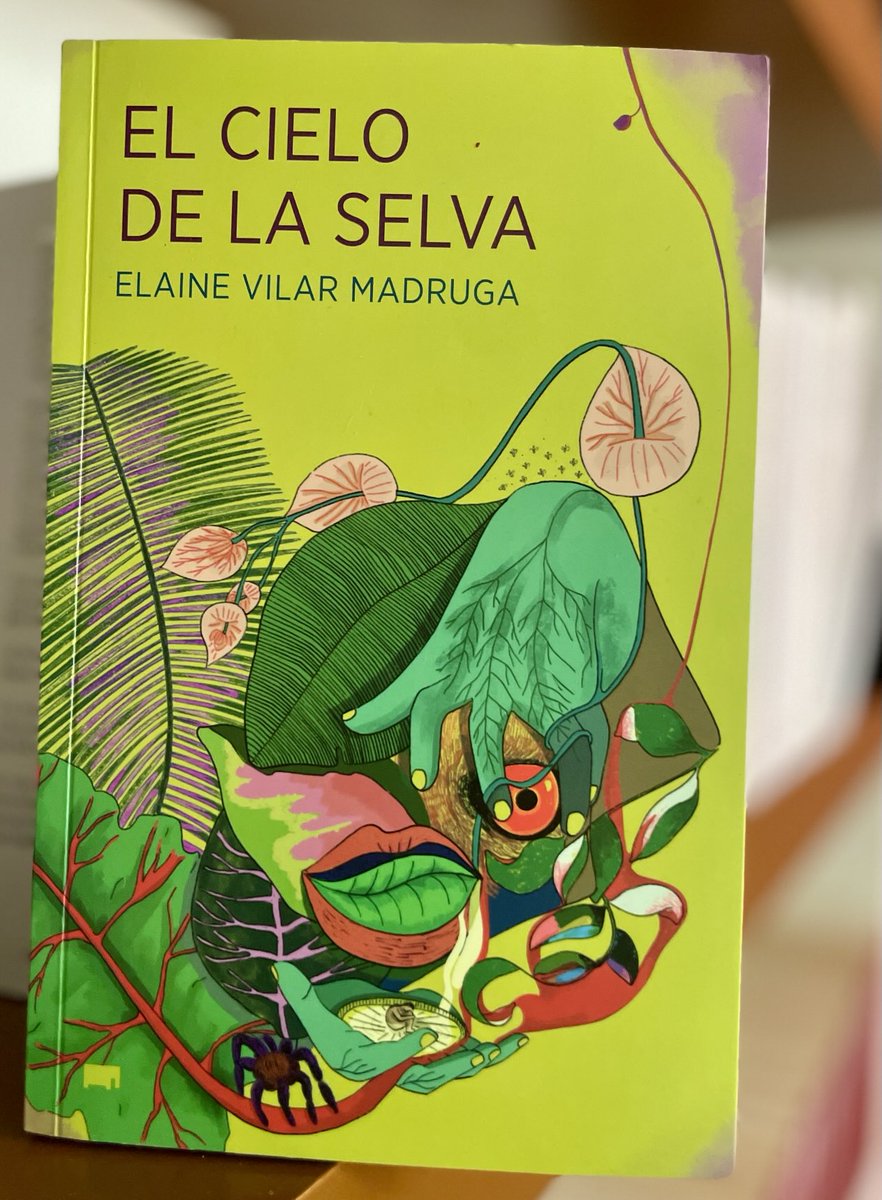 EL CIELO
DE LA SELVA
ELAINE VILAR MADRUGA